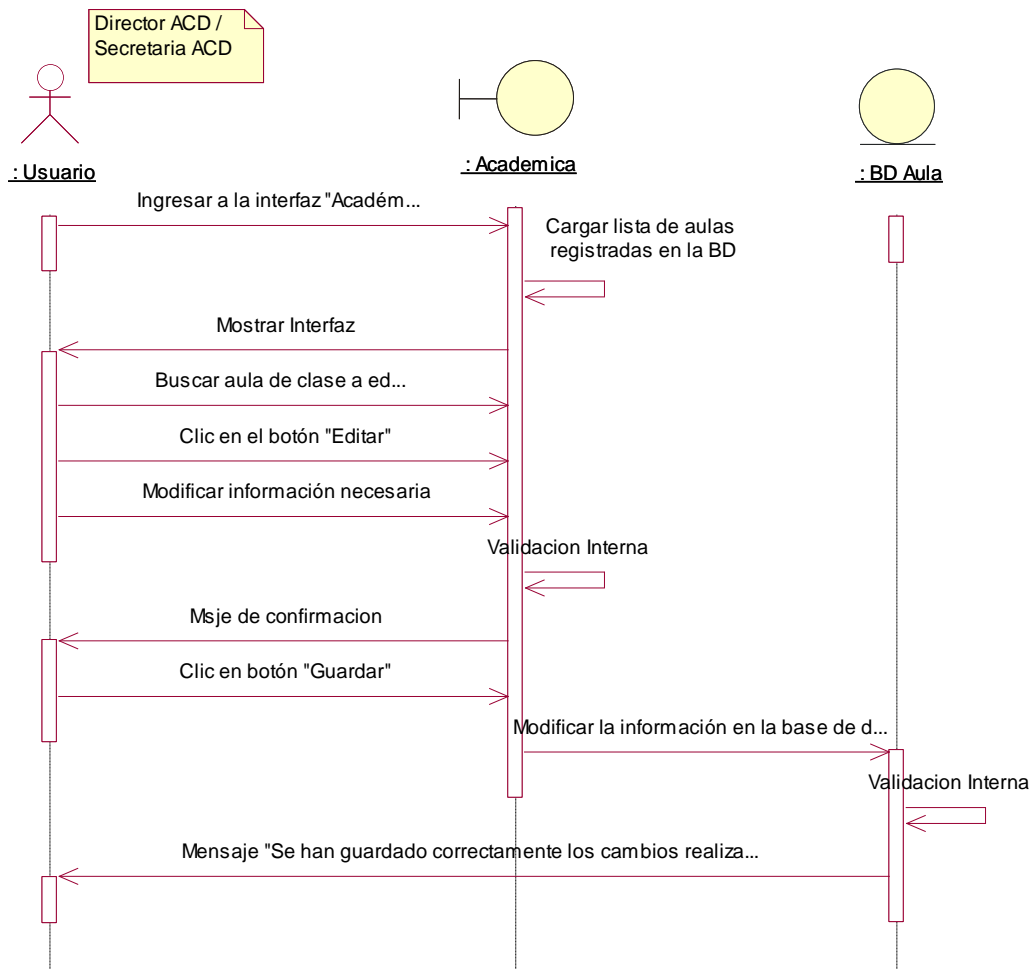 Director ACD /
Secretaria ACD
: Usuario
: Academica
: BD Aula
Ingresar a la interfaz "Académ...
Cargar lista de aulas
registradas en la BD
Mostrar Interfaz
Buscar aula de clase a ed...
Clic en el botón "Editar"
Modificar información necesaria
Validacion Interna
Msje de confirmacion
Clic en botón "Guardar"
Modificar la información en la base de d...
Validacion Interna
Mensaje "Se han guardado correctamente los cambios realiza...